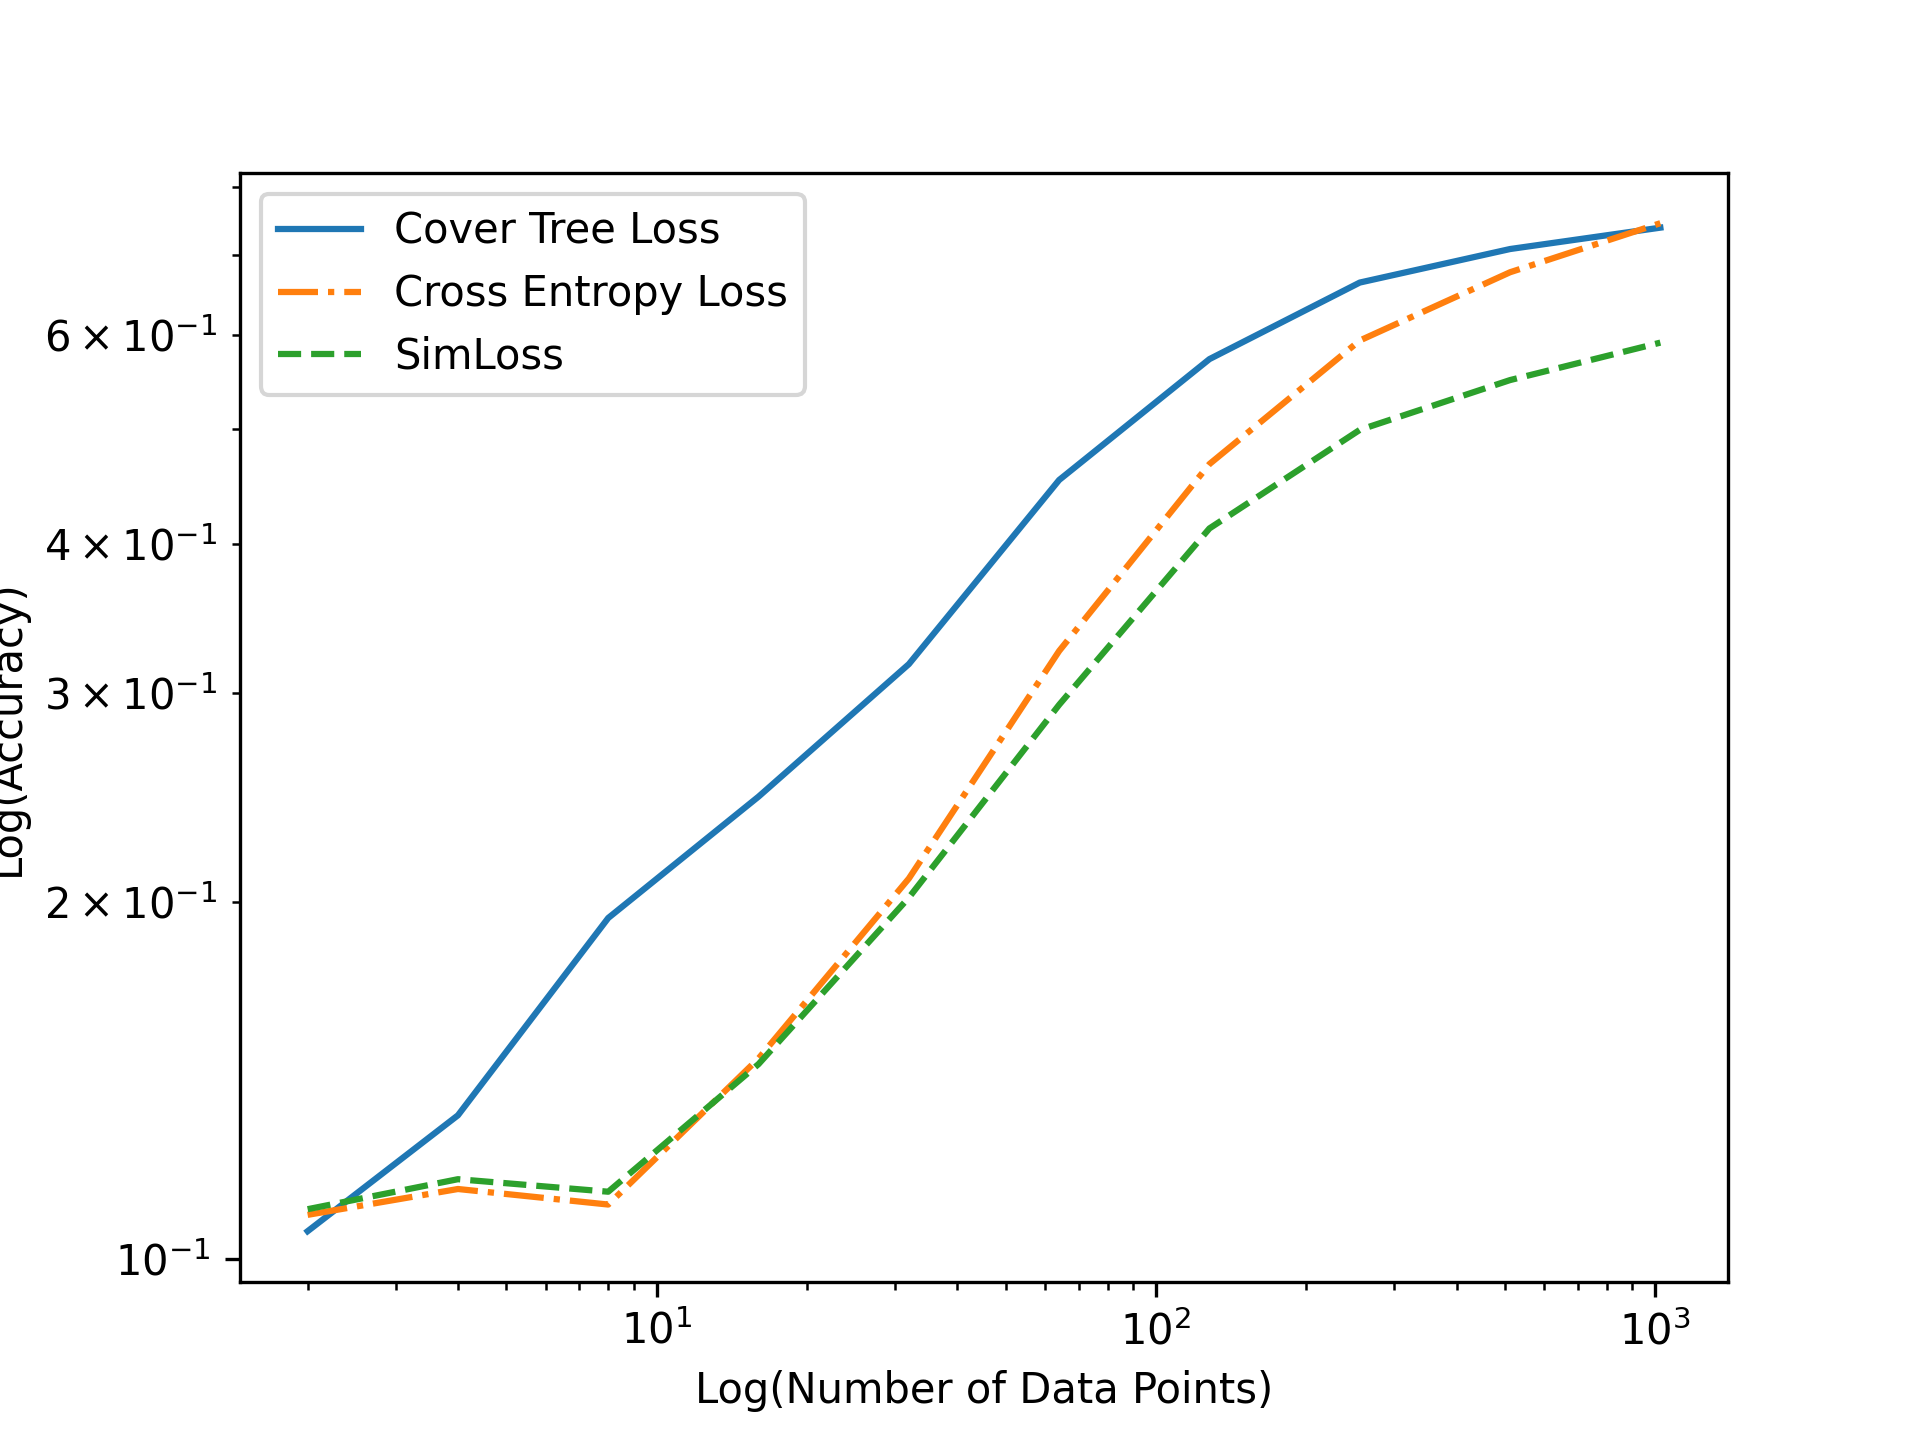 Cover Tree Loss
Cross Entropy Loss
SimLoss
6 × 10⁻¹
4 × 10⁻¹
3 × 10⁻¹
2 × 10⁻¹
10⁻¹
Log(Accuracy)
10¹ 10² 10³
Log(Number of Data Points)